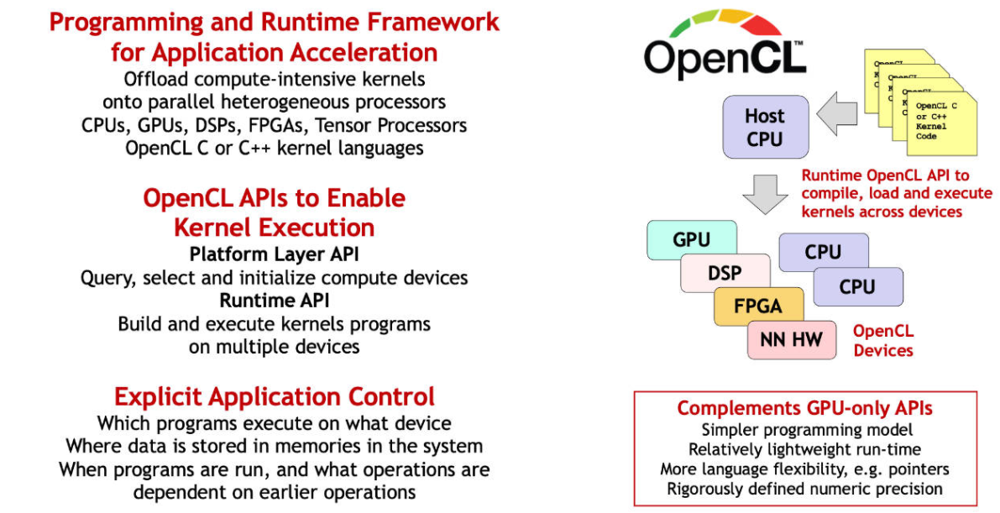 Programming and Runtime Framework
for Application Acceleration
Offload compute-intensive kernels
onto parallel heterogeneous processors
CPUs, GPUs, DSPs, FPGAs, Tensor Processors
OpenCL C or C++ kernel languages
OpenCL APIs to Enable
Kernel Execution
Platform Layer API
Query, select and initialize compute devices
Runtime API
Build and execute kernels programs
on multiple devices
Explicit Application Control
Which programs execute on what device
Where data is stored in memories in the system
When programs are run, and what operations are
dependent on earlier operations
OpenCL™
Host
CPU
OpenCL C
or C++
Kernel
Code
Runtime OpenCL API to
compile, load and execute
kernels across devices
GPU
DSP
FPGA
NN HW
CPU
CPU
OpenCL
Devices
Complements GPU-only APIs
Simpler programming model
Relatively lightweight run-time
More language flexibility, e.g. pointers
Rigorously defined numeric precision